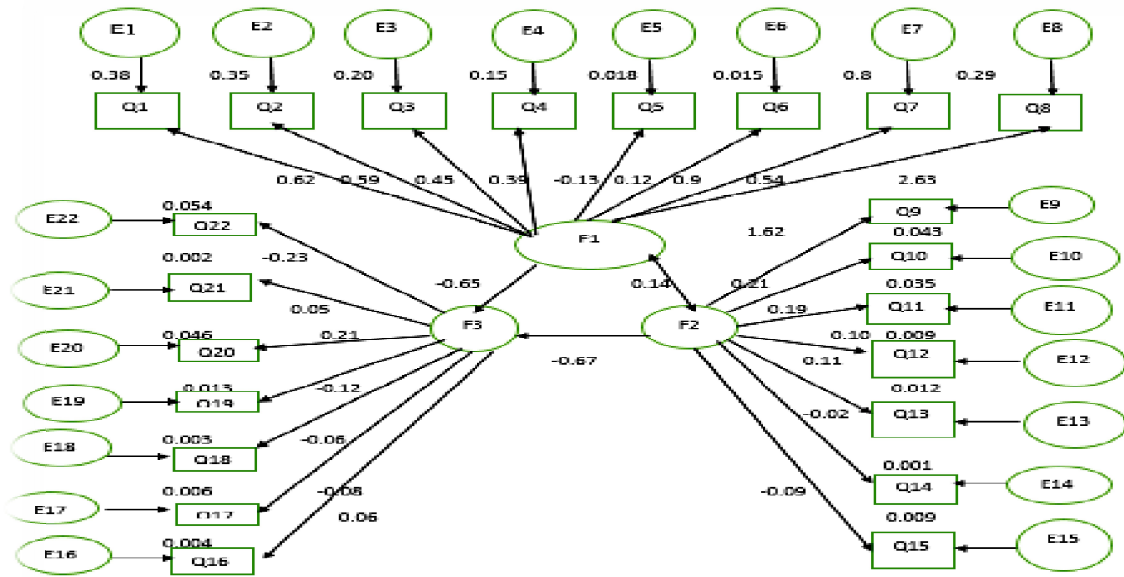 E1 E2 E3 E4 E5 E6 E7 E8
0.38 0.35 0.20 0.15 0.018 0.015 0.8 0.29
Q1 Q2 Q3 Q4 Q5 Q6 Q7 Q8
0.62 0.59 0.45 0.39 -0.13 0.12 0.9 0.54 2.63
0.054 Q9 E9
E22 Q22 F1 1.62 0.043
-0.23 Q10 E10
0.002 -0.65 0.14 0.21 0.035
E21 Q21
0.05 0.19 Q11 E11
0.046 0.21 F3 F2 0.10 0.009
E20 Q20 -0.67 0.11 Q12 E12
0.013 -0.12 0.012
E19 Q19 -0.02 Q13 E13
0.003 -0.06
E18 Q18 0.001
0.006 -0.08 -0.09 Q14 E14
E17 Q17 0.06 0.009
0.004
E16 Q16 Q15 E15